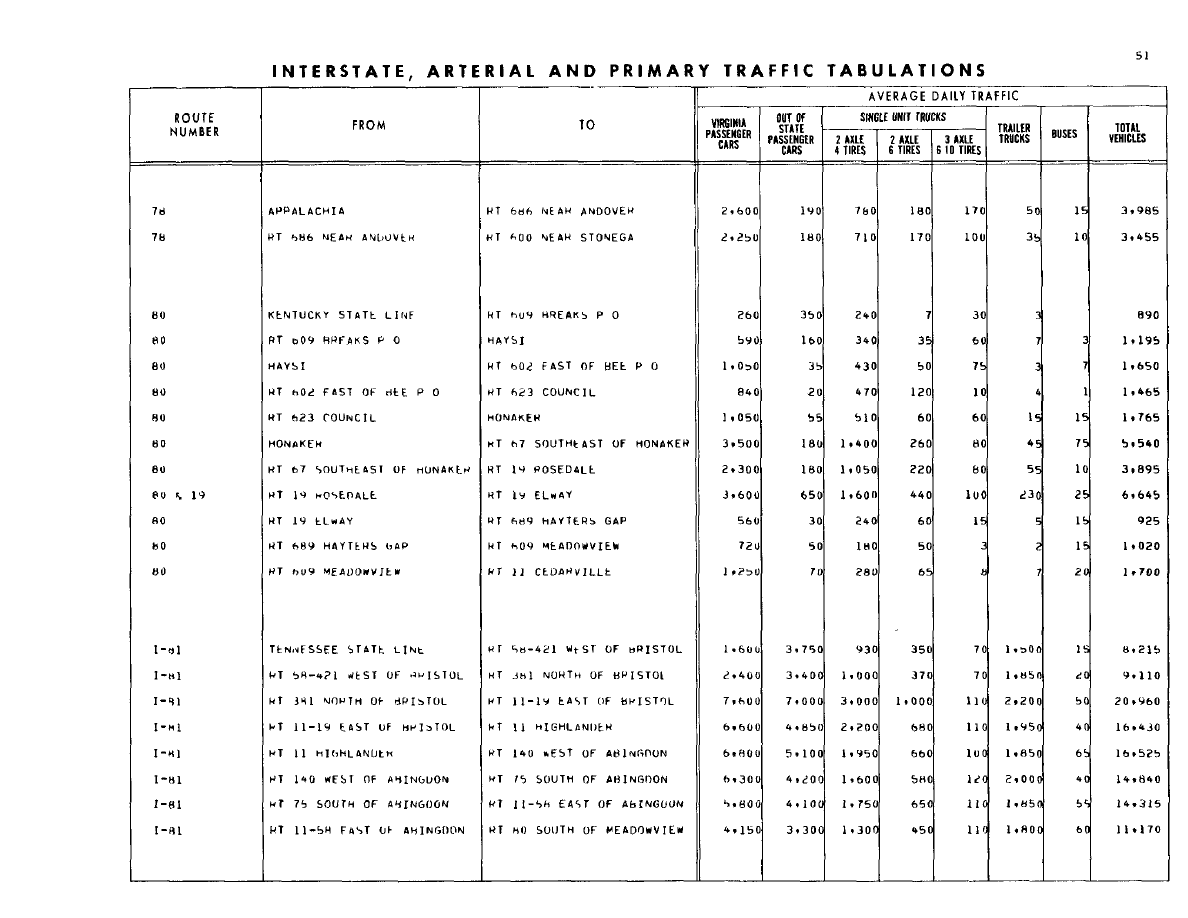 51
INTERSTATE, ARTERIAL AND PRIMARY TRAFFIC TABULATIONS
ROUTE NUMBER FROM TO AVERAGE DAILY TRAFFIC
VIRGINIA PASSENGER CARS OUT OF STATE PASSENGER CARS SINGLE UNIT TRUCKS TRAILER TRUCKS BUSES TOTAL VEHICLES
2 AXLE 4 TIRES 2 AXLE 6 TIRES 3 AXLE 6 10 TIRES
78 APPALACHIA RT 686 NEAR ANDOVER 2,600 190 780 180 170 50 15 3,985
78 RT 686 NEAR ANDOVER RT 600 NEAR STONEGA 2,250 180 710 170 100 35 10 3,455
80 KENTUCKY STATE LINE RT 609 BREAKS P O 260 350 240 7 30 3 890
80 RT 609 BREAKS P O HAYSI 590 160 340 35 60 7 3 1,195
80 HAYSI RT 602 EAST OF BEE P O 1,050 35 430 50 75 3 7 1,650
80 RT 602 EAST OF BEE P O RT 623 COUNCIL 840 20 470 120 10 4 1 1,465
80 RT 623 COUNCIL HONAKER 1,050 55 510 60 60 15 15 1,765
80 HONAKER RT 67 SOUTHEAST OF HONAKER 3,500 180 1,400 260 80 45 75 5,540
80 RT 67 SOUTHEAST OF HONAKER RT 19 ROSEDALE 2,300 180 1,050 220 80 55 10 3,895
80 & 19 RT 19 ROSEDALE RT 19 ELWAY 3,600 650 1,600 440 100 230 25 6,645
80 RT 19 ELWAY RT 689 HAYTERS GAP 560 30 240 60 15 5 15 925
80 RT 689 HAYTERS GAP RT 609 MEADOWVIEW 720 50 180 50 3 2 15 1,020
80 RT 609 MEADOWVIEW RT 11 CEDARVILLE 1,250 70 280 65 8 7 20 1,700
I-81 TENNESSEE STATE LINE RT 58-421 WEST OF BRISTOL 1,600 3,750 930 350 70 1,500 15 8,215
I-81 RT 58-421 WEST OF BRISTOL RT 381 NORTH OF BRISTOL 2,400 3,400 1,000 370 70 1,850 20 9,110
I-81 RT 381 NORTH OF BRISTOL RT 11-19 EAST OF BRISTOL 7,600 7,000 3,000 1,000 110 2,200 50 20,960
I-81 RT 11-19 EAST OF BRISTOL RT 11 HIGHLANDER 6,600 4,850 2,200 680 110 1,950 40 16,430
I-81 RT 11 HIGHLANDER RT 140 WEST OF ABINGDON 6,800 5,100 1,950 660 100 1,850 65 16,525
I-81 RT 140 WEST OF ABINGDON RT 75 SOUTH OF ABINGDON 6,300 4,200 1,600 580 120 2,000 40 14,840
I-81 RT 75 SOUTH OF ABINGDON RT 11-58 EAST OF ABINGDON 5,800 4,100 1,750 650 110 1,850 55 14,315
I-81 RT 11-58 EAST OF ABINGDON RT 80 SOUTH OF MEADOWVIEW 4,150 3,300 1,300 450 110 1,800 60 11,170